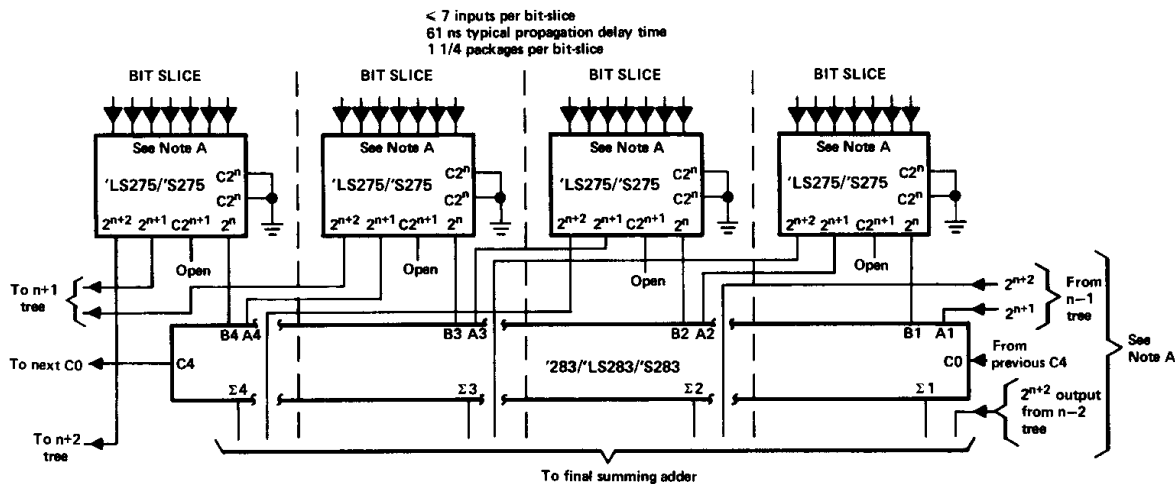 ≤ 7 inputs per bit-slice
61 ns typical propagation delay time
1 1/4 packages per bit-slice
BIT SLICE BIT SLICE BIT SLICE BIT SLICE
See Note A See Note A See Note A See Note A
C2ⁿ C2ⁿ C2ⁿ C2ⁿ
'LS275/'S275 'LS275/'S275 'LS275/'S275 'LS275/'S275
C2ⁿ C2ⁿ C2ⁿ C2ⁿ
2ⁿ⁺² 2ⁿ⁺¹ C2ⁿ⁺¹ 2ⁿ 2ⁿ⁺² 2ⁿ⁺¹ C2ⁿ⁺¹ 2ⁿ 2ⁿ⁺² 2ⁿ⁺¹ C2ⁿ⁺¹ 2ⁿ 2ⁿ⁺² 2ⁿ⁺¹ C2ⁿ⁺¹ 2ⁿ
Open Open Open Open
To n+1
tree
2ⁿ⁺²
2ⁿ⁺¹
From
n−1
tree
B4 A4 B3 A3 B2 A2 B1 A1
To next C0
C4
'283/'LS283/'S283
C0
From
previous C4
See
Note A
Σ4 Σ3 Σ2 Σ1
2ⁿ⁺² output
from n−2
tree
To n+2
tree
To final summing adder